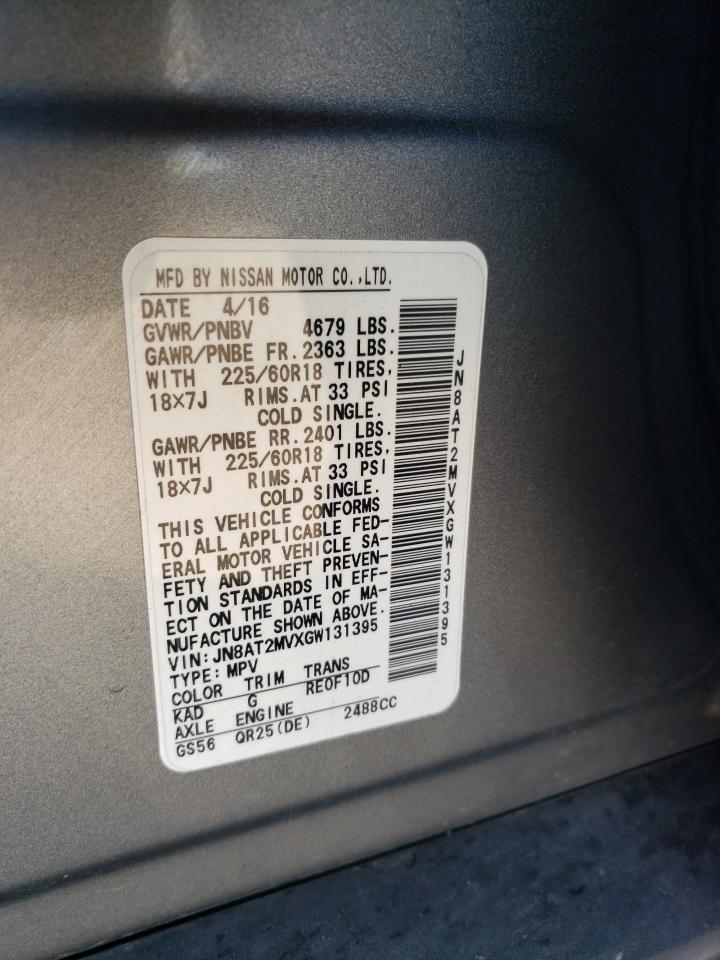 MFD BY NISSAN MOTOR CO.,LTD.
DATE 4/16
GVWR/PNBV 4679 LBS.
GAWR/PNBE FR. 2363 LBS.
WITH 225/60R18 TIRES,
18×7J RIMS.AT 33 PSI
COLD SINGLE.
GAWR/PNBE RR. 2401 LBS.
WITH 225/60R18 TIRES,
18×7J RIMS.AT 33 PSI
COLD SINGLE.
THIS VEHICLE CONFORMS
TO ALL APPLICABLE FED-
ERAL MOTOR VEHICLE SA-
FETY AND THEFT PREVEN-
TION STANDARDS IN EFF-
ECT ON THE DATE OF MA-
NUFACTURE SHOWN ABOVE.
VIN:JN8AT2MVXGW131395
TYPE:MPV
COLOR TRIM TRANS
KAD G RE0F10D
AXLE ENGINE
GS56 QR25(DE) 2488CC
JN8AT2MVXGW131395